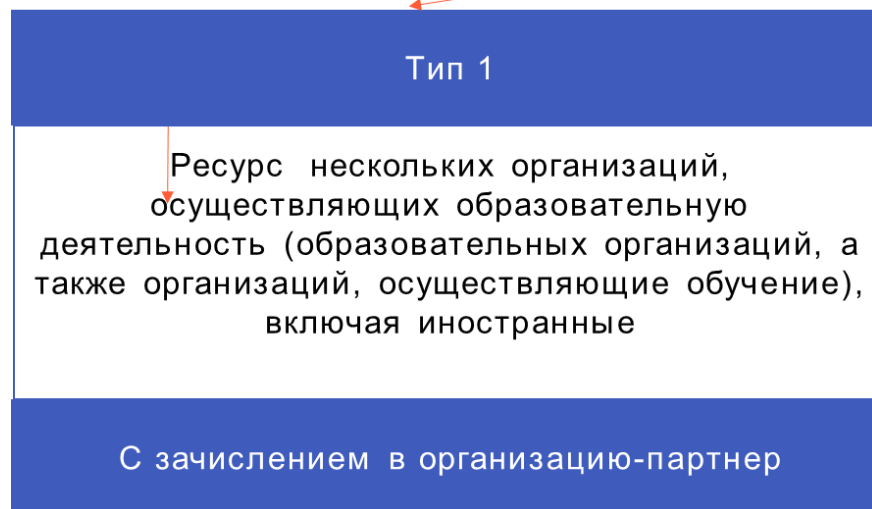 Тип 1
Ресурс нескольких организаций,
осуществляющих образовательную
деятельность (образовательных организаций, а
также организаций, осуществляющие обучение),
включая иностранные
С зачислением в организацию-партнер